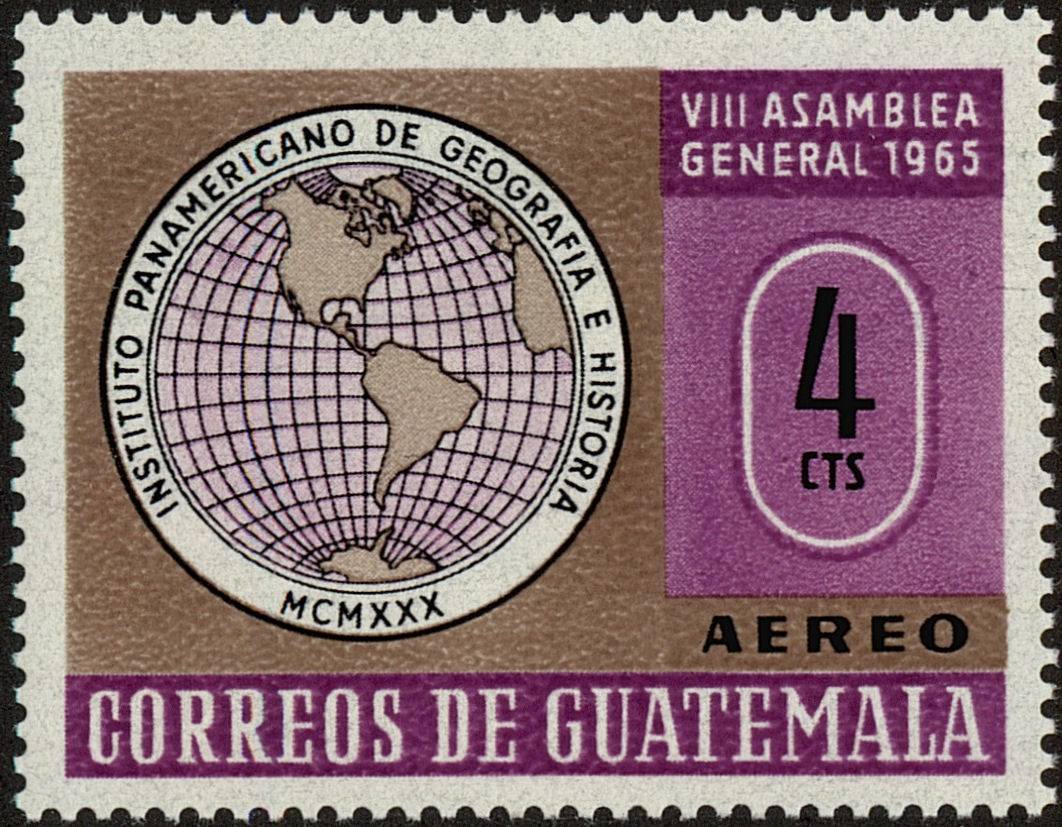 INSTITUTO PANAMERICANO DE GEOGRAFIA E HISTORIA
MCMXXX
VIII ASAMBLEA
GENERAL 1965
4
CTS
AEREO
CORREOS DE GUATEMALA